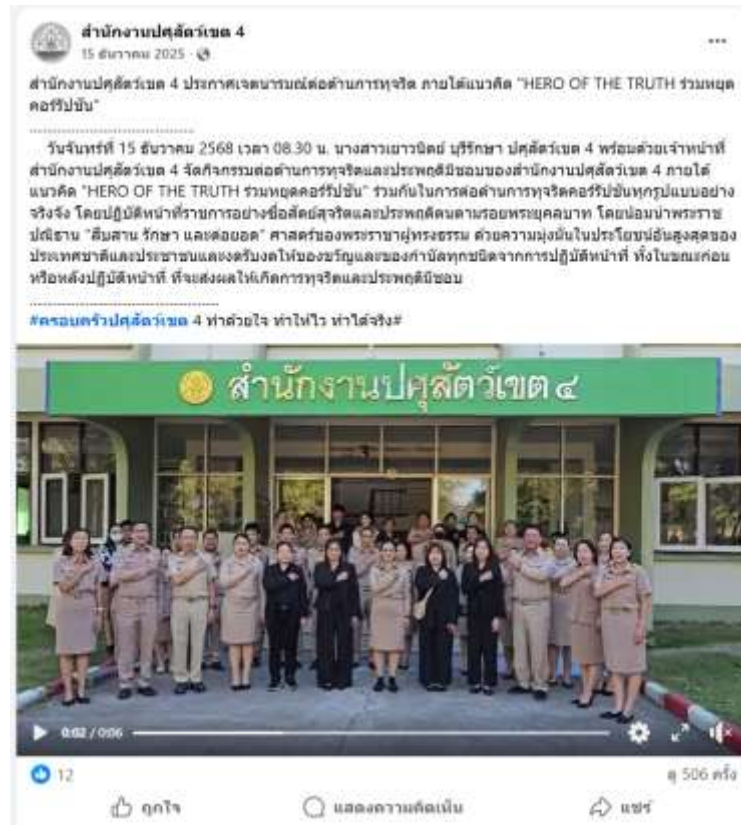 สำนักงานปศุสัตว์เขต 4
15 ธันวาคม 2025 ·
สำนักงานปศุสัตว์เขต 4 ประกาศเจตนารมณ์ต่อต้านการทุจริต ภายใต้แนวคิด "HERO OF THE TRUTH ร่วมหยุด
คอร์รัปชัน"
.......................................
วันจันทร์ที่ 15 ธันวาคม 2568 เวลา 08.30 น. นางสาวเยาวนิตย์ บุรีรักษา ปศุสัตว์เขต 4 พร้อมด้วยเจ้าหน้าที่
สำนักงานปศุสัตว์เขต 4 จัดกิจกรรมต่อต้านการทุจริตและประพฤติมิชอบของสำนักงานปศุสัตว์เขต 4 ภายใต้
แนวคิด "HERO OF THE TRUTH ร่วมหยุดคอร์รัปชัน" ร่วมกันในการต่อต้านการทุจริตคอร์รัปชันทุกรูปแบบอย่าง
จริงจัง โดยปฏิบัติหน้าที่ราชการอย่างซื่อสัตย์สุจริตและประพฤติตนตามรอยพระยุคลบาท โดยน้อมนำพระราช
ปณิธาน "สืบสาน รักษา และต่อยอด" ศาสตร์ของพระราชาผู้ทรงธรรม ด้วยความมุ่งมั่นในประโยชน์อันสูงสุดของ
ประเทศชาติและประชาชนและงดรับงดให้ของขวัญและของกำนัลทุกชนิดจากการปฏิบัติหน้าที่ ทั้งในขณะก่อน
หรือหลังปฏิบัติหน้าที่ ที่จะส่งผลให้เกิดการทุจริตและประพฤติมิชอบ
.............................................
#ครอบครัวปศุสัตว์เขต 4 ทำด้วยใจ ทำให้ไว ทำได้จริง#
สำนักงานปศุสัตว์เขต ๔
0:02 / 0:06
12
ดู 506 ครั้ง
ถูกใจ
แสดงความคิดเห็น
แชร์